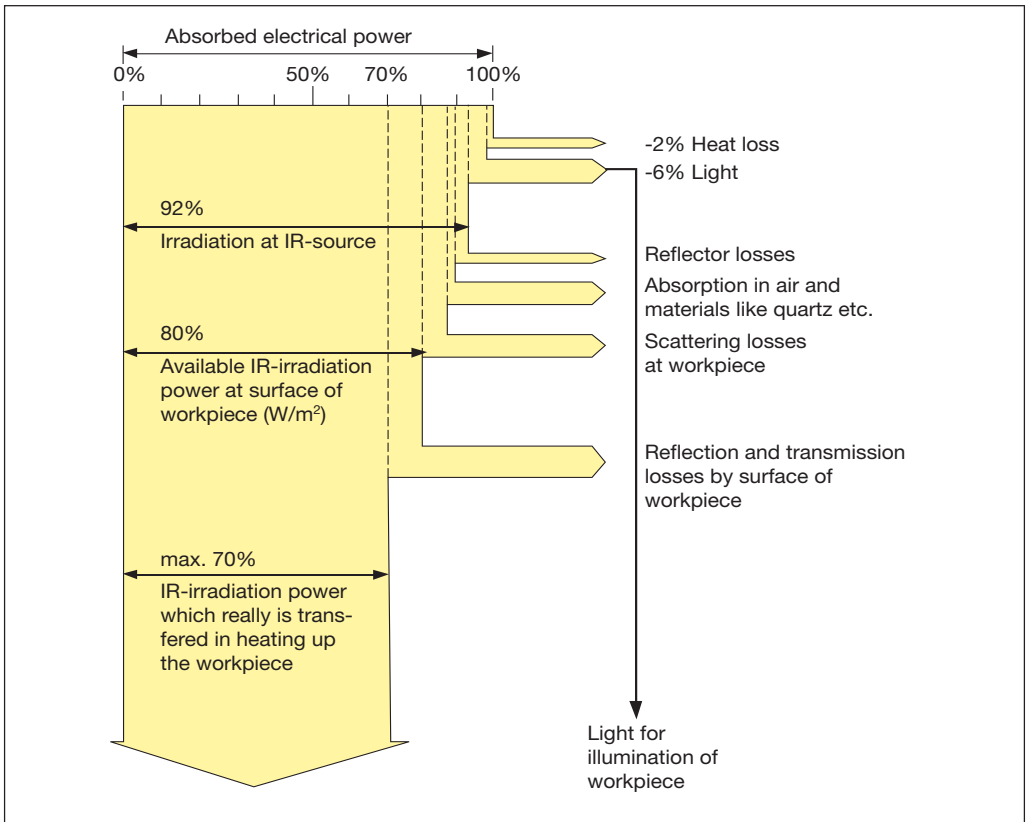 Absorbed electrical power
0% 50% 70% 100%
-2% Heat loss
-6% Light
92%
Irradiation at IR-source
Reflector losses
Absorption in air and
materials like quartz etc.
80%
Available IR-irradiation
power at surface of
workpiece (W/m²)
Scattering losses
at workpiece
Reflection and transmission
losses by surface of
workpiece
max. 70%
IR-irradiation power
which really is trans-
fered in heating up
the workpiece
Light for
illumination of
workpiece